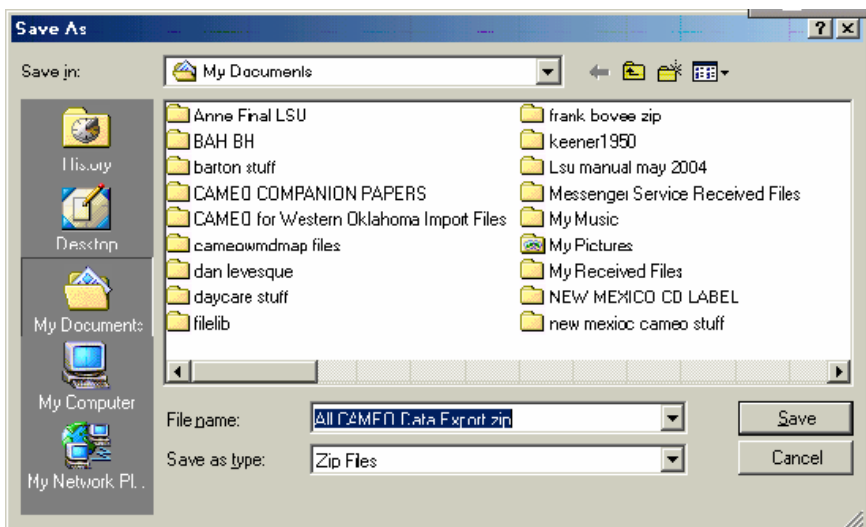 Save As
Save in:
My Documents
History
Desktop
My Documents
My Computer
My Network Pl..
Anne Final LSU
BAH BH
barton stuff
CAMEO COMPANION PAPERS
CAMEO for Western Oklahoma Import Files
cameowmdmap files
dan levesque
daycare stuff
filelib
frank bovee zip
keener1950
Lsu manual may 2004
Messenger Service Received Files
My Music
My Pictures
My Received Files
NEW MEXICO CD LABEL
new mexico cameo stuff
File name:
All CAMEO Data Export.zip
Save
Save as type:
Zip Files
Cancel